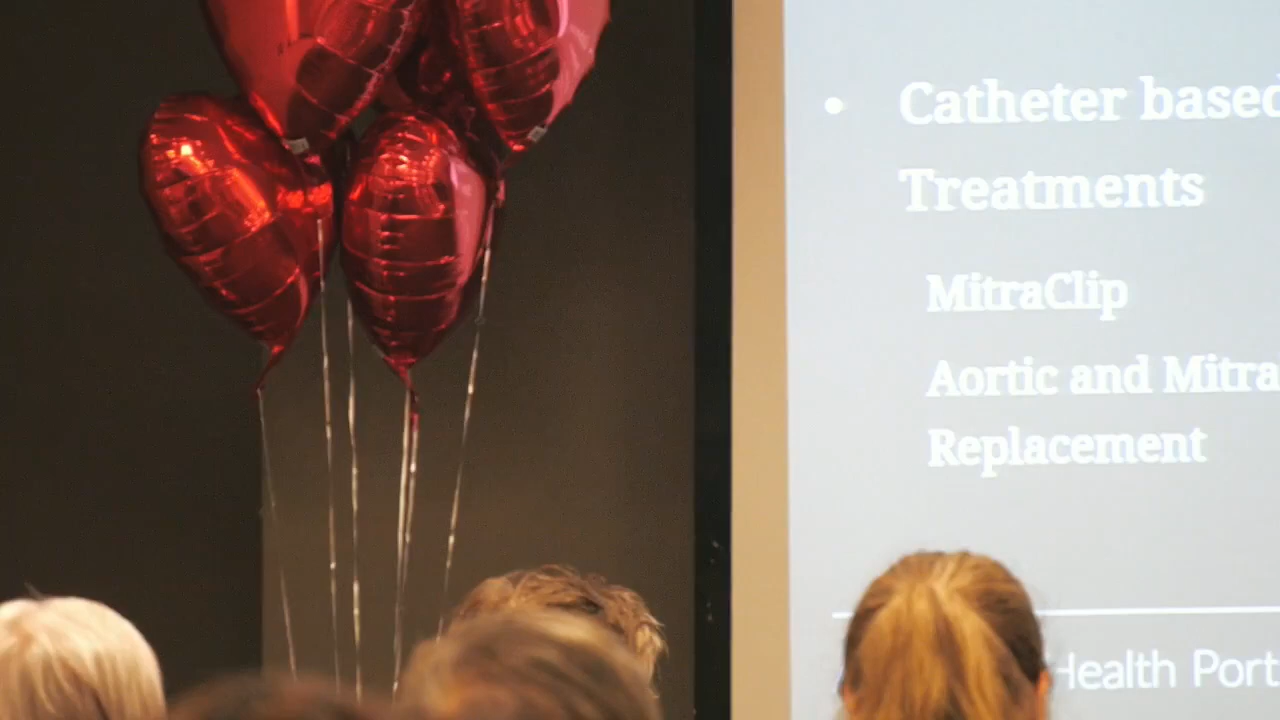 • Catheter based
Treatments
MitraClip
Aortic and Mitra
Replacement
Health Port